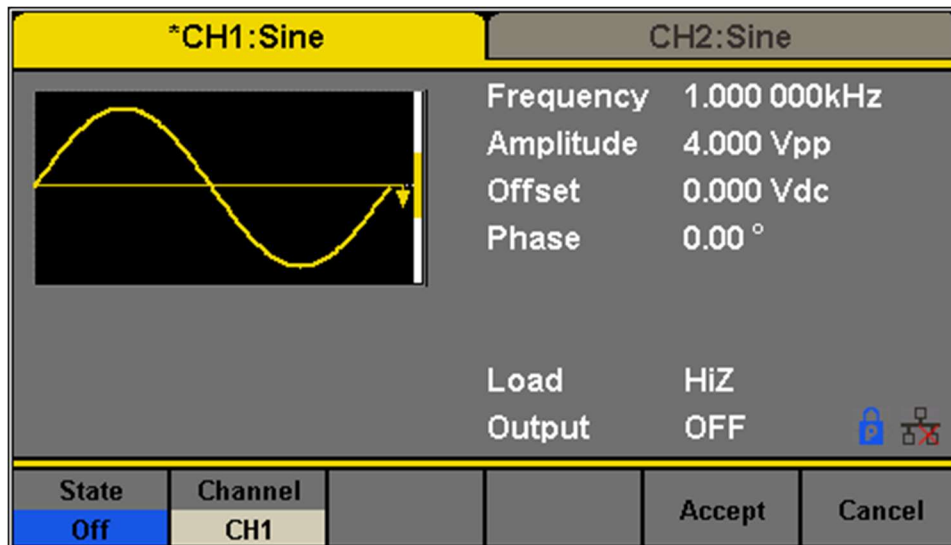 *CH1:Sine
CH2:Sine
Frequency 1.000 000kHz
Amplitude 4.000 Vpp
Offset 0.000 Vdc
Phase 0.00 °
Load HiZ
Output OFF
P
State Channel
Off CH1
Accept
Cancel